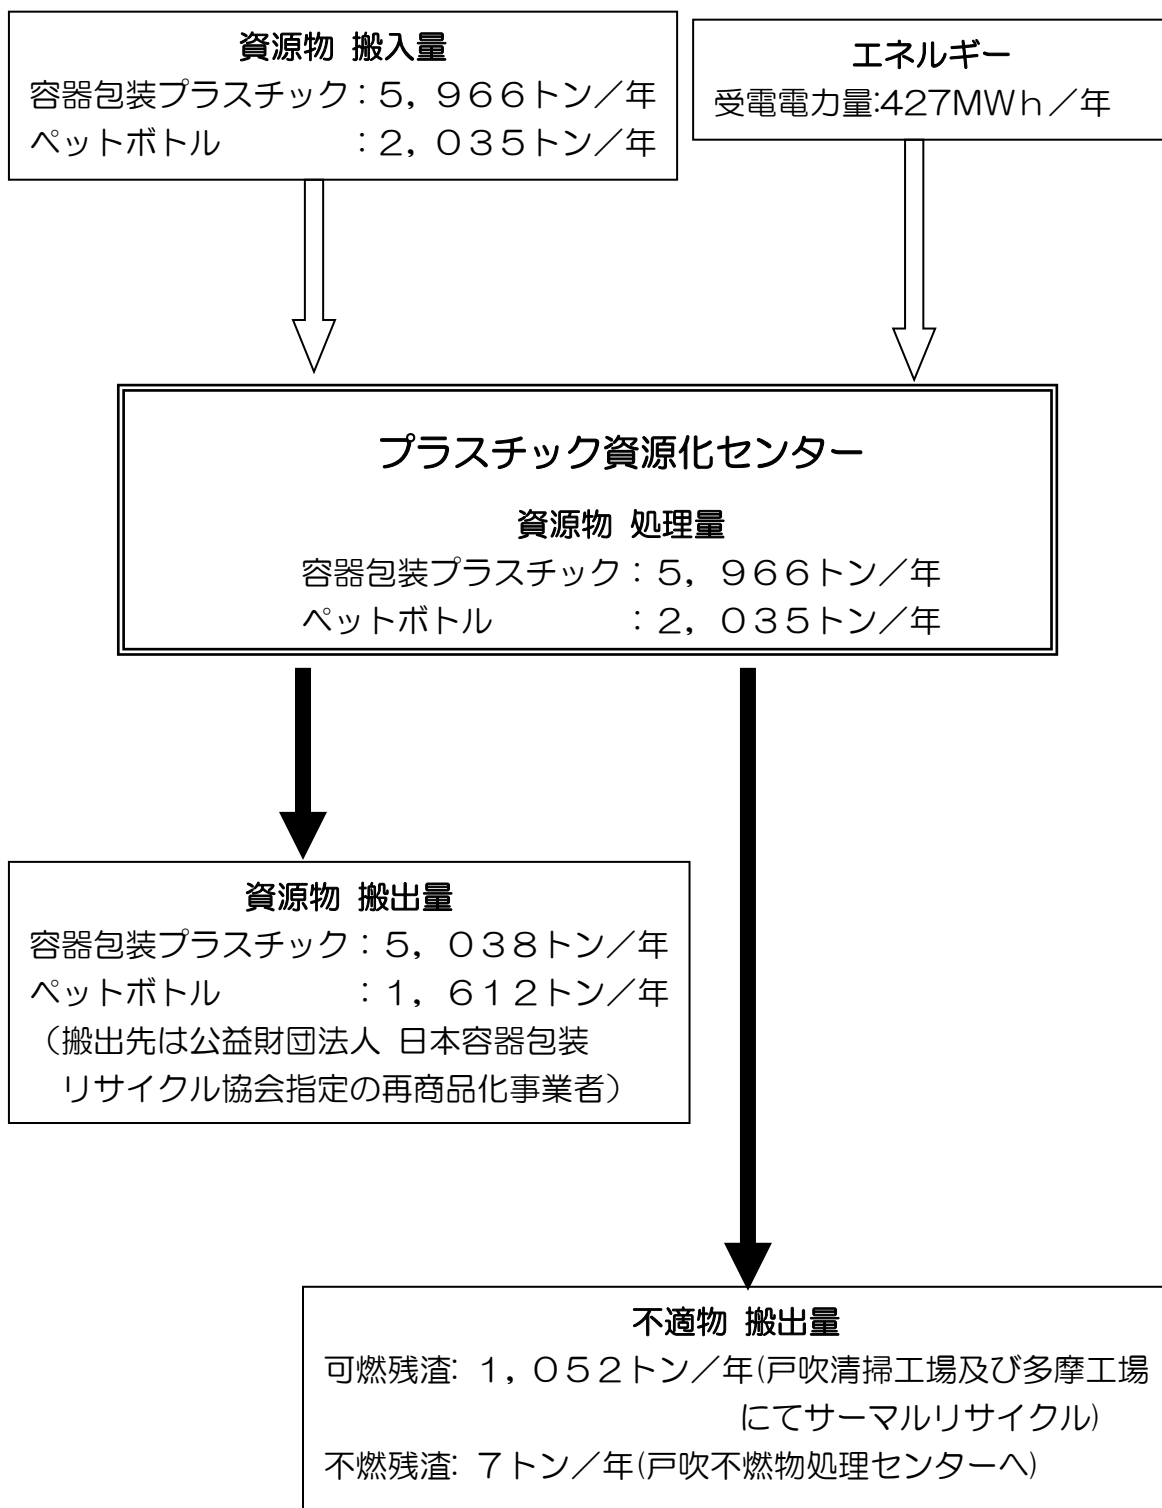 資源物 搬入量
容器包装プラスチック：５，９６６トン／年
ペットボトル　　　　：２，０３５トン／年
エネルギー
受電電力量:427MWｈ／年
プラスチック資源化センター
資源物 処理量
容器包装プラスチック：５，９６６トン／年
ペットボトル　　　　：２，０３５トン／年
資源物 搬出量
容器包装プラスチック：５，０３８トン／年
ペットボトル　　　　：１，６１２トン／年
（搬出先は公益財団法人 日本容器包装
リサイクル協会指定の再商品化事業者）
不適物 搬出量
可燃残渣: １，０５２トン／年(戸吹清掃工場及び多摩工場
にてサーマルリサイクル)
不燃残渣: ７トン／年(戸吹不燃物処理センターへ)